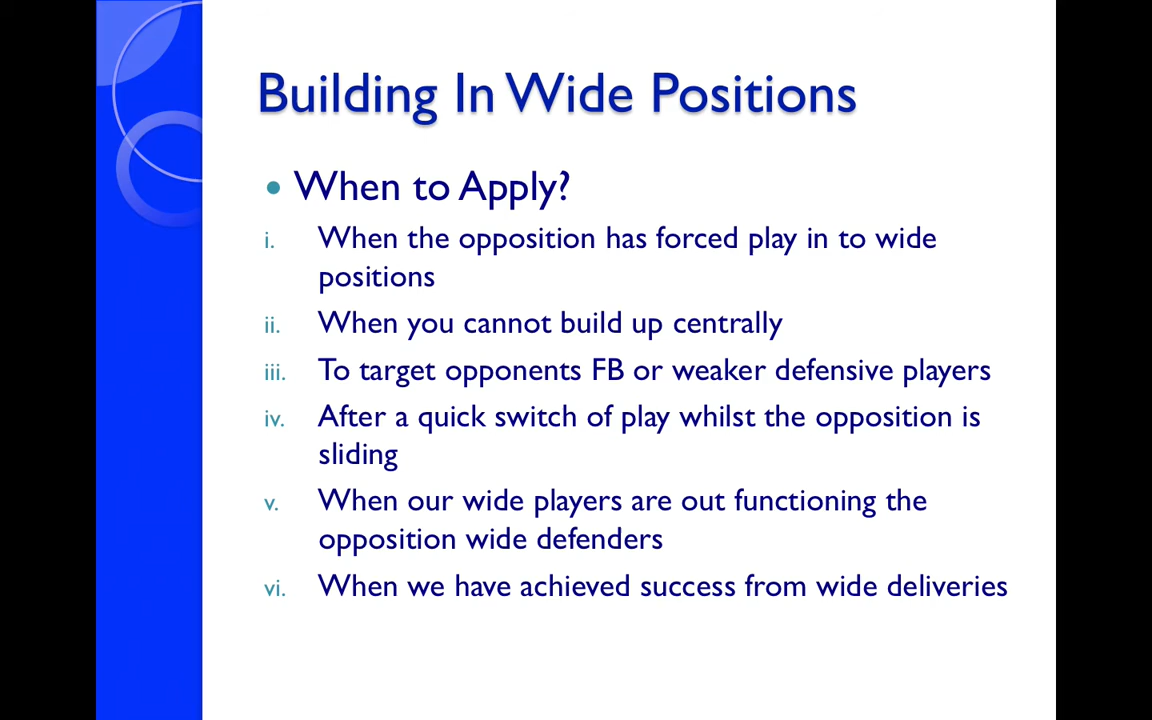 Building In Wide Positions
• When to Apply?
i. When the opposition has forced play in to wide
positions
ii. When you cannot build up centrally
iii. To target opponents FB or weaker defensive players
iv. After a quick switch of play whilst the opposition is
sliding
v. When our wide players are out functioning the
opposition wide defenders
vi. When we have achieved success from wide deliveries